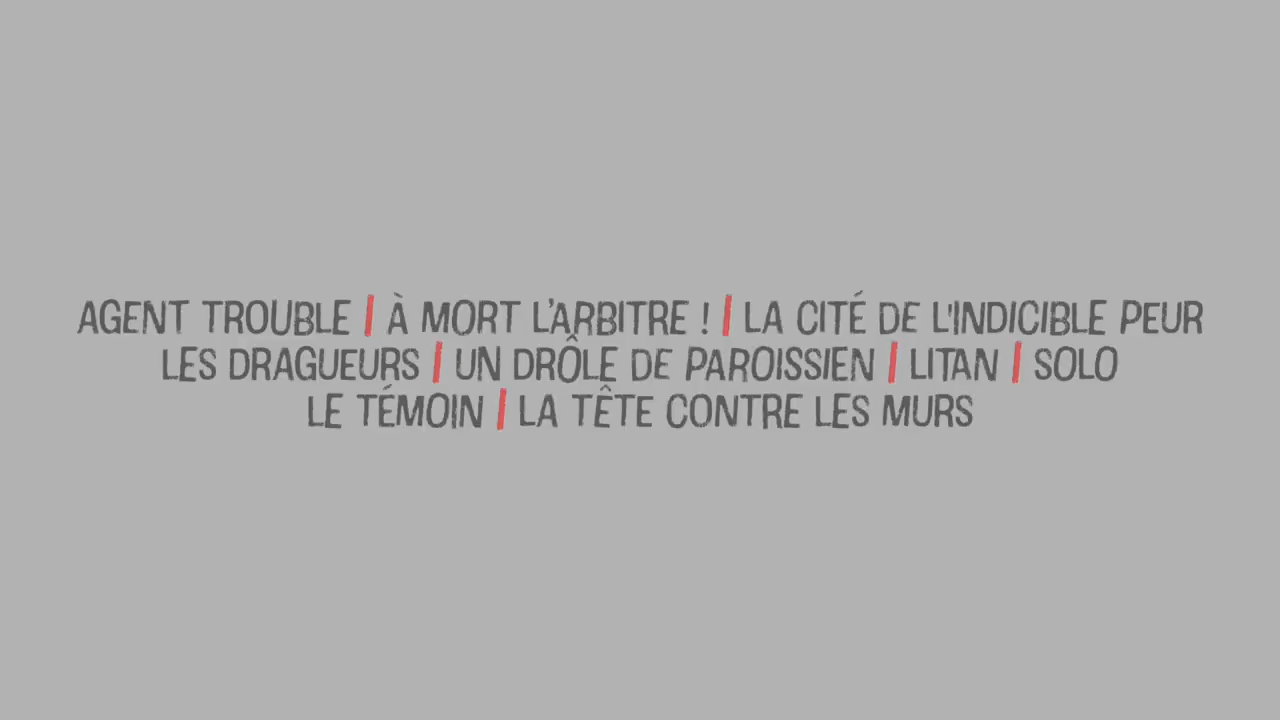 AGENT TROUBLE | À MORT L'ARBITRE ! | LA CITÉ DE L'INDICIBLE PEUR
LES DRAGUEURS | UN DRÔLE DE PAROISSIEN | LITAN | SOLO
LE TÉMOIN | LA TÊTE CONTRE LES MURS